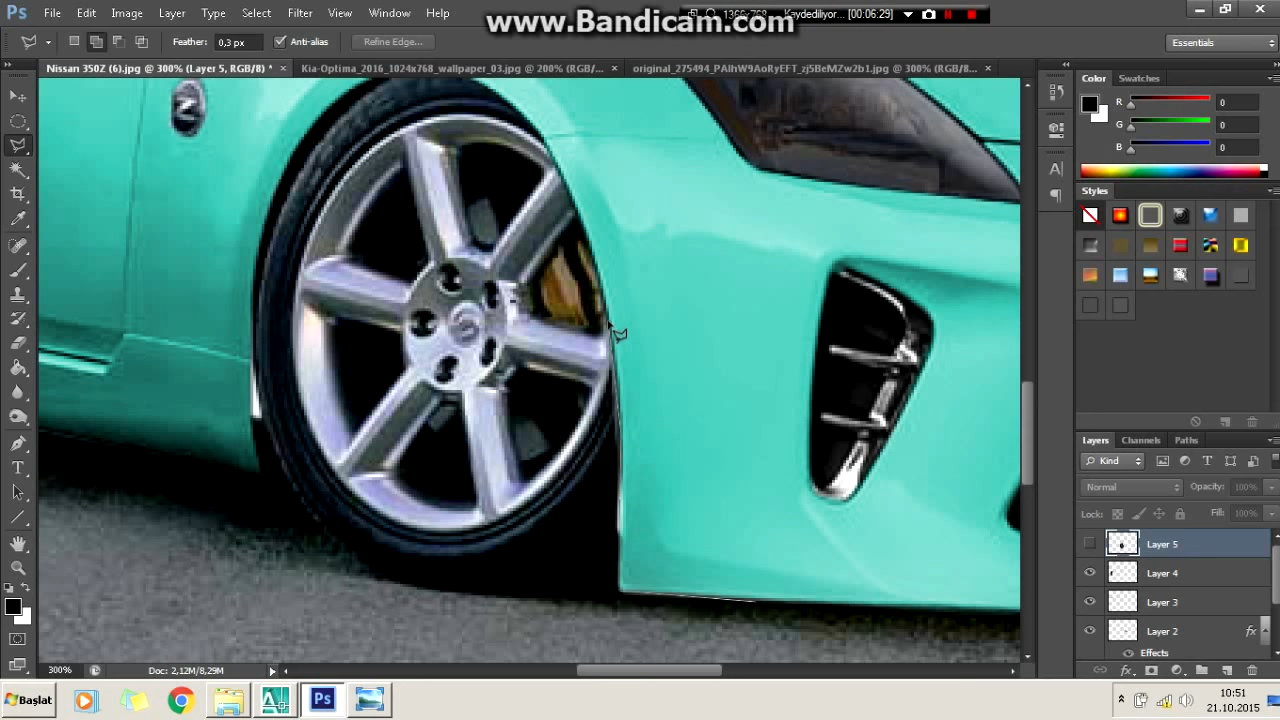 Ps File Edit Image Layer Type Select Filter View Window Help
www.Bandicam.com
1366x768 Kaydediliyor... [00:06:29]
Feather: 0,3 px Anti-alias Refine Edge... Essentials
Nissan 350Z (6).jpg @ 300% (Layer 5, RGB/8) * × Kia-Optima_2016_1024x768_wallpaper_03.jpg @ 200% (RGB/... × original_275494_PAlhW9AoRyEFT_zj5BeMZw2b1.jpg @ 300% (RGB/8... ×
Color Swatches
R 0
G 0
B 0
Styles
Layers Channels Paths
Kind
Normal Opacity: 100%
Lock: Fill: 100%
Layer 5
Layer 4
Layer 3
Layer 2 fx
Effects
300% Doc: 2,12M/8,29M
Başlat Ps
10:51
21.10.2015